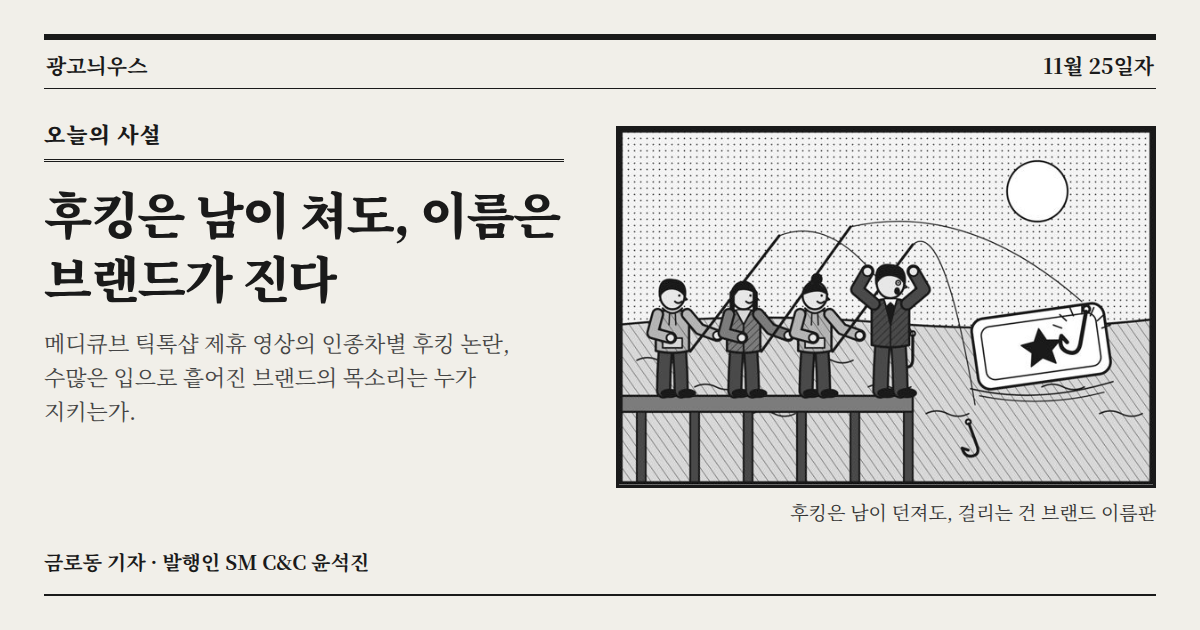 광고늬우스
11월 25일자
오늘의 사설
후킹은 남이 쳐도, 이름은
브랜드가 진다
메디큐브 틱톡샵 제휴 영상의 인종차별 후킹 논란,
수많은 입으로 흩어진 브랜드의 목소리는 누가
지키는가.
후킹은 남이 던져도, 걸리는 건 브랜드 이름판
금로동 기자 · 발행인 SM C&C 윤석진